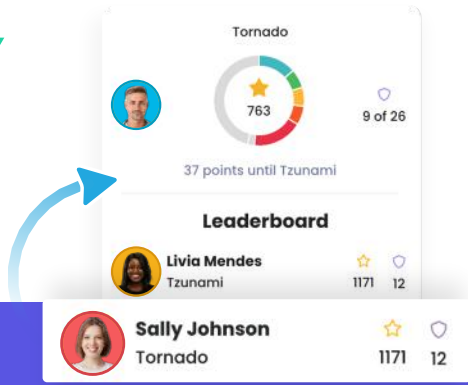 Tornado
763
9 of 26
37 points until Tzunami
Leaderboard
Livia Mendes
Tzunami 1171 12
Sally Johnson
Tornado 1171 12